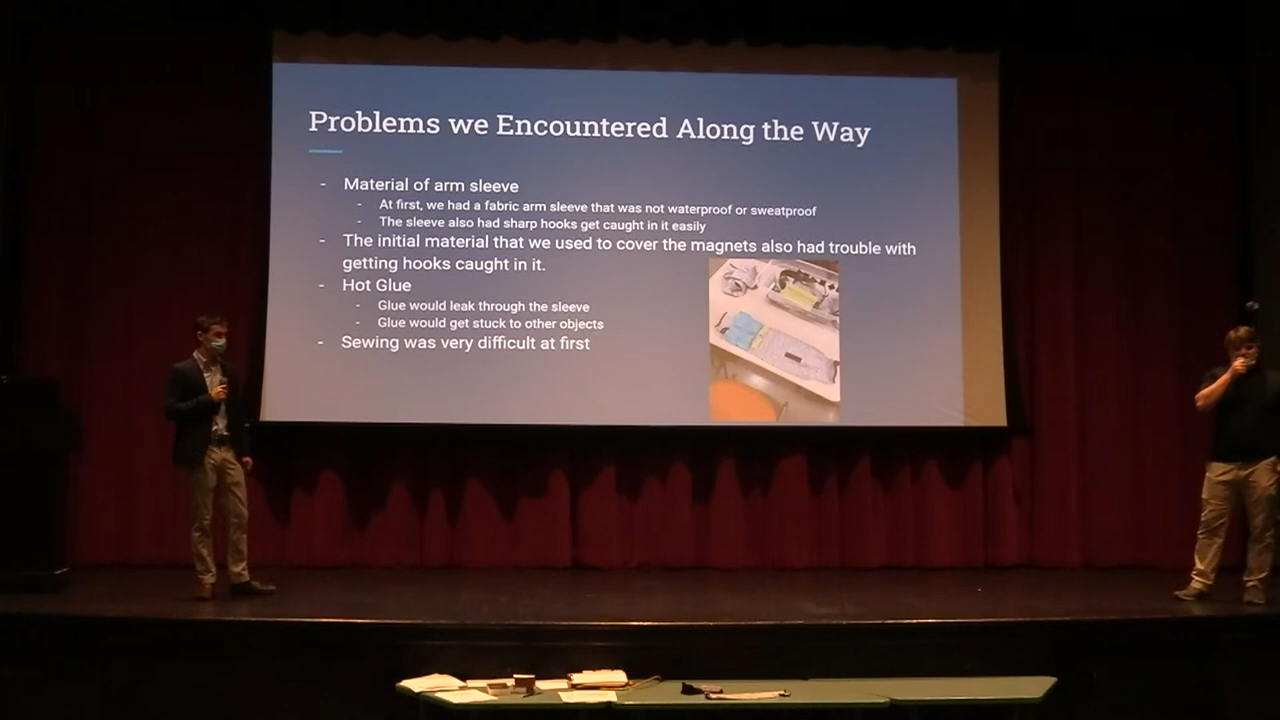 Problems we Encountered Along the Way
- Material of arm sleeve
- At first, we had a fabric arm sleeve that was not waterproof or sweatproof
- The sleeve also had sharp hooks get caught in it easily
- The initial material that we used to cover the magnets also had trouble with
getting hooks caught in it.
- Hot Glue
- Glue would leak through the sleeve
- Glue would get stuck to other objects
- Sewing was very difficult at first